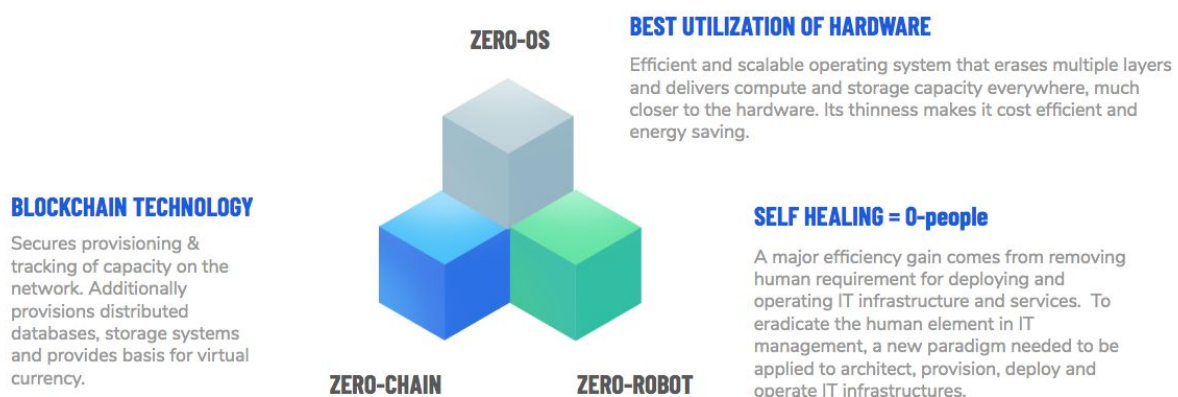 ZERO-OS
BEST UTILIZATION OF HARDWARE
Efficient and scalable operating system that erases multiple layers
and delivers compute and storage capacity everywhere, much
closer to the hardware. Its thinness makes it cost efficient and
energy saving.
BLOCKCHAIN TECHNOLOGY
Secures provisioning &
tracking of capacity on the
network. Additionally
provisions distributed
databases, storage systems
and provides basis for virtual
currency.
SELF HEALING = 0-people
A major efficiency gain comes from removing
human requirement for deploying and
operating IT infrastructure and services. To
eradicate the human element in IT
management, a new paradigm needed to be
applied to architect, provision, deploy and
operate IT infrastructures.
ZERO-CHAIN
ZERO-ROBOT